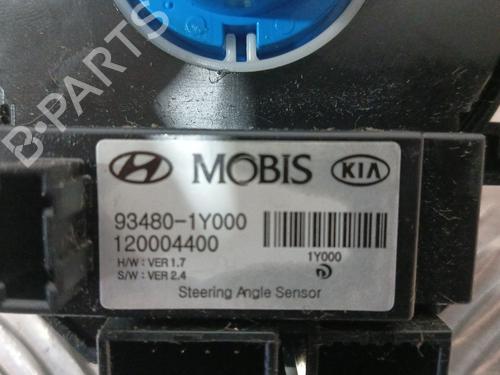 B-PARTS
MOBIS KIA
93480-1Y000
120004400
1Y000
H/W : VER 1.7
S/W : VER 2.4
Steering Angle Sensor